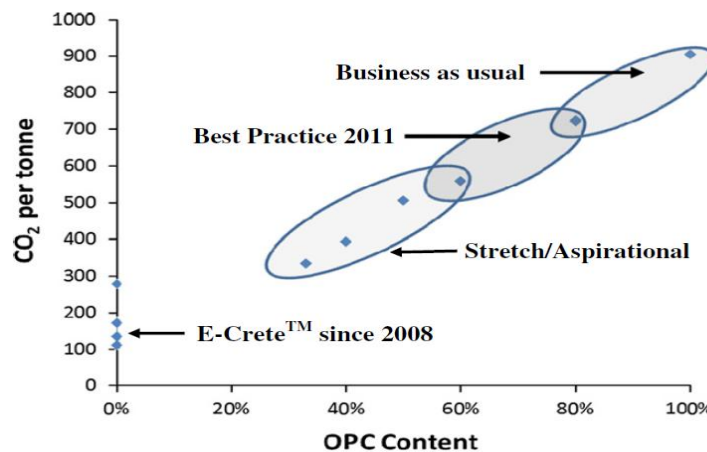 1000
900
800
700
600
500
400
300
200
100
0
CO₂ per tonne
Business as usual
Best Practice 2011
Stretch/Aspirational
E-Crete™ since 2008
0%
20%
40%
60%
80%
100%
OPC Content